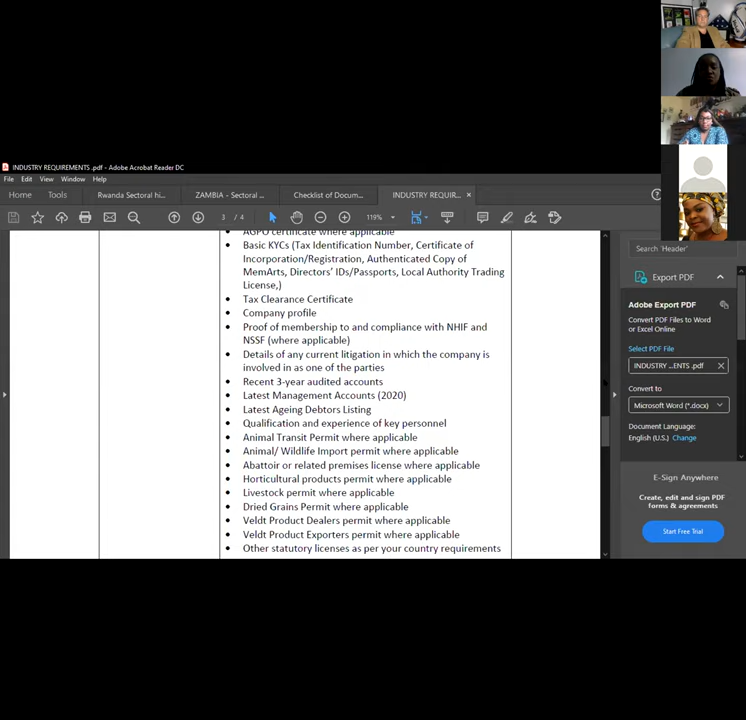 INDUSTRY REQUIREMENTS .pdf - Adobe Acrobat Reader DC
File Edit View Window Help
Home Tools Rwanda Sectoral hi... ZAMBIA - Sectoral ... Checklist of Docum... INDUSTRY REQUIR... ×
3 / 4 119%
AGPO certificate where applicable
• Basic KYCs (Tax Identification Number, Certificate of
Incorporation/Registration, Authenticated Copy of
MemArts, Directors' IDs/Passports, Local Authority Trading
License,)
• Tax Clearance Certificate
• Company profile
• Proof of membership to and compliance with NHIF and
NSSF (where applicable)
• Details of any current litigation in which the company is
involved in as one of the parties
• Recent 3-year audited accounts
• Latest Management Accounts (2020)
• Latest Ageing Debtors Listing
• Qualification and experience of key personnel
• Animal Transit Permit where applicable
• Animal/ Wildlife Import permit where applicable
• Abattoir or related premises license where applicable
• Horticultural products permit where applicable
• Livestock permit where applicable
• Dried Grains Permit where applicable
• Veldt Product Dealers permit where applicable
• Veldt Product Exporters permit where applicable
• Other statutory licenses as per your country requirements
Search 'Header'
Export PDF
Adobe Export PDF
Convert PDF Files to Word
or Excel Online
Select PDF File
INDUSTRY ...ENTS .pdf ×
Convert to
Microsoft Word (*.docx)
Document Language:
English (U.S.) Change
E-Sign Anywhere
Create, edit and sign PDF
forms & agreements
Start Free Trial